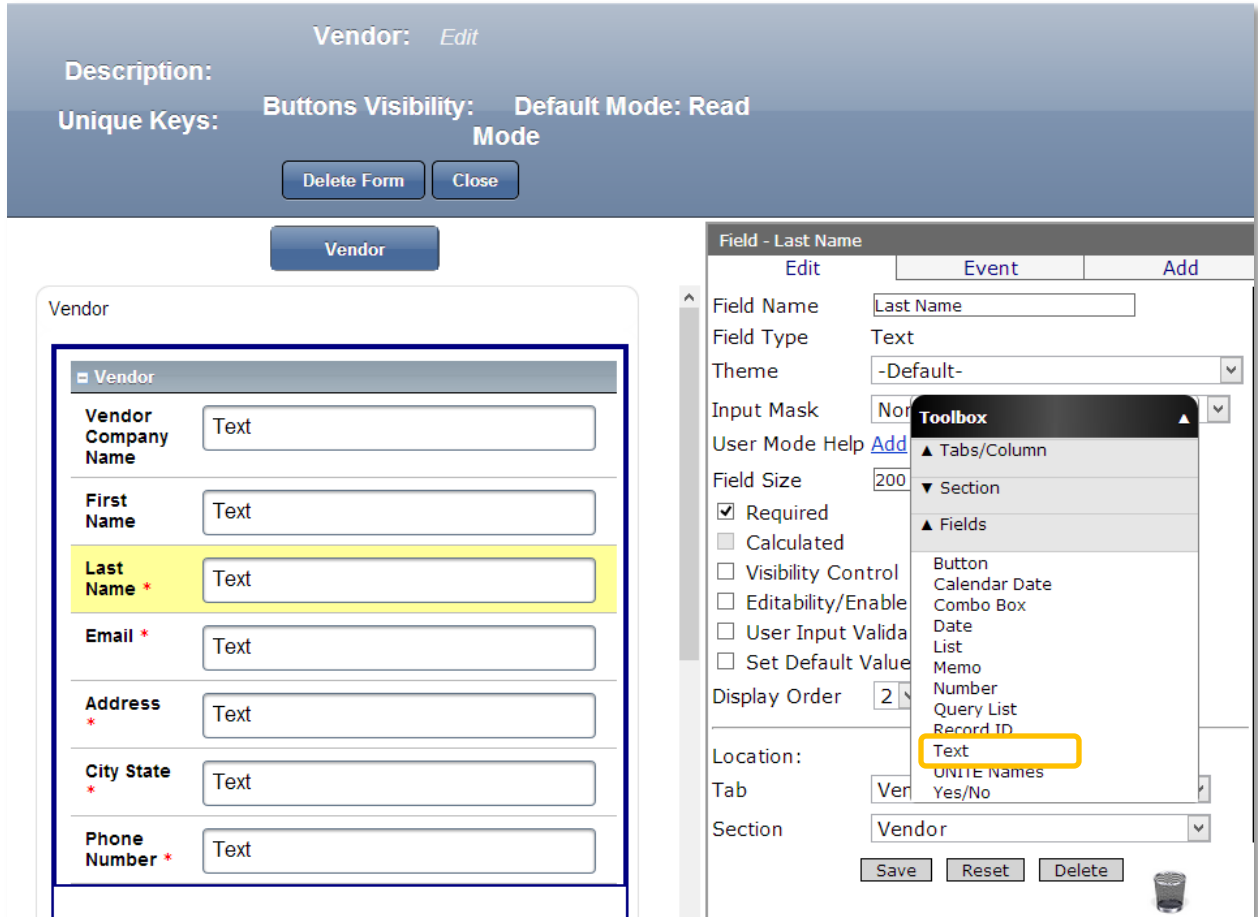 Vendor: Edit
Description:
Unique Keys:
Buttons Visibility: Default Mode: Read
Mode
Delete Form Close
Vendor
Vendor
Vendor
Vendor
Company
Name
Text
First
Name
Text
Last
Name *
Text
Email *
Text
Address
*
Text
City State
*
Text
Phone
Number *
Text
Field - Last Name
Edit Event Add
Field Name Last Name
Field Type Text
Theme -Default-
Input Mask
User Mode Help Add
Field Size 200
Required
Calculated
Visibility Control
Editability/Enable
User Input Valida
Set Default Value
Display Order 2
Location:
Tab
Section Vendor
Save Reset Delete
Toolbox
▲ Tabs/Column
▼ Section
▲ Fields
Button
Calendar Date
Combo Box
Date
List
Memo
Number
Query List
Record ID
Text
UNITE Names
Yes/No